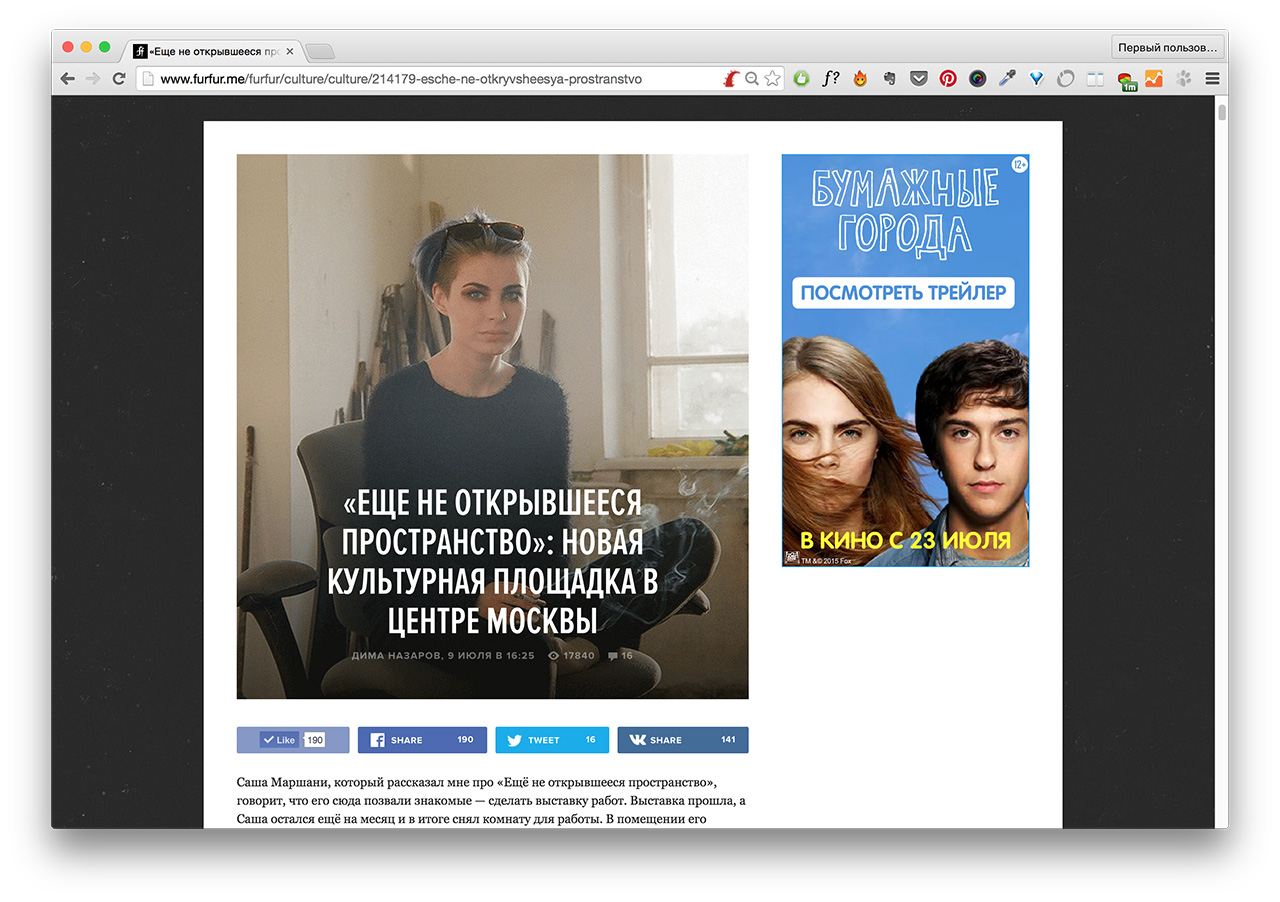 «Еще не открывшееся про
Первый пользов…
www.furfur.me/furfur/culture/culture/214179-esche-ne-otkryvsheesya-prostranstvo
f?
1m
12+
БУМАЖНЫЕ
ГОРОДА
ПОСМОТРЕТЬ ТРЕЙЛЕР
В КИНО С 23 ИЮЛЯ
TM & © 2015 Fox
«ЕЩЕ НЕ ОТКРЫВШЕЕСЯ
ПРОСТРАНСТВО»: НОВАЯ
КУЛЬТУРНАЯ ПЛОЩАДКА В
ЦЕНТРЕ МОСКВЫ
ДИМА НАЗАРОВ, 9 ИЮЛЯ В 16:25 17840 16
Like 190 SHARE 190 TWEET 16 SHARE 141
Саша Маршани, который рассказал мне про «Ещё не открывшееся пространство»,
говорит, что его сюда позвали знакомые — сделать выставку работ. Выставка прошла, а
Саша остался ещё на месяц и в итоге снял комнату для работы. В помещении его